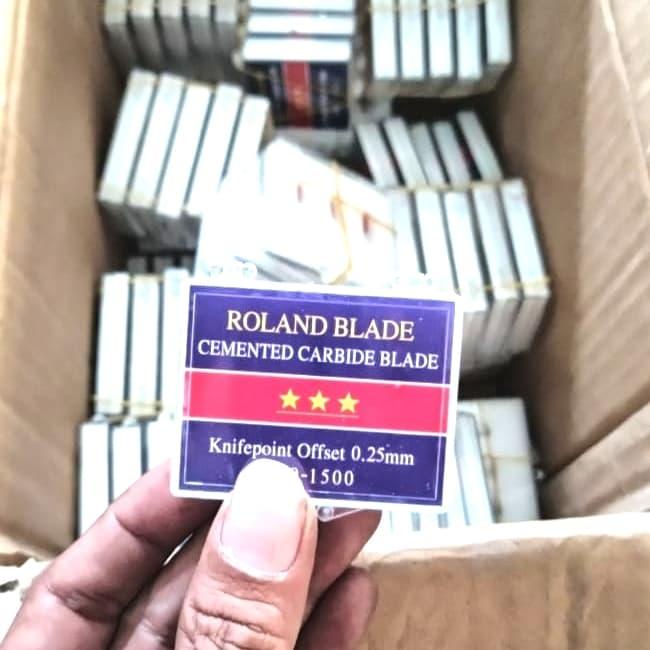 ROLAND BLADE
CEMENTED CARBIDE BLADE
Knifepoint Offset 0.25mm
-1500